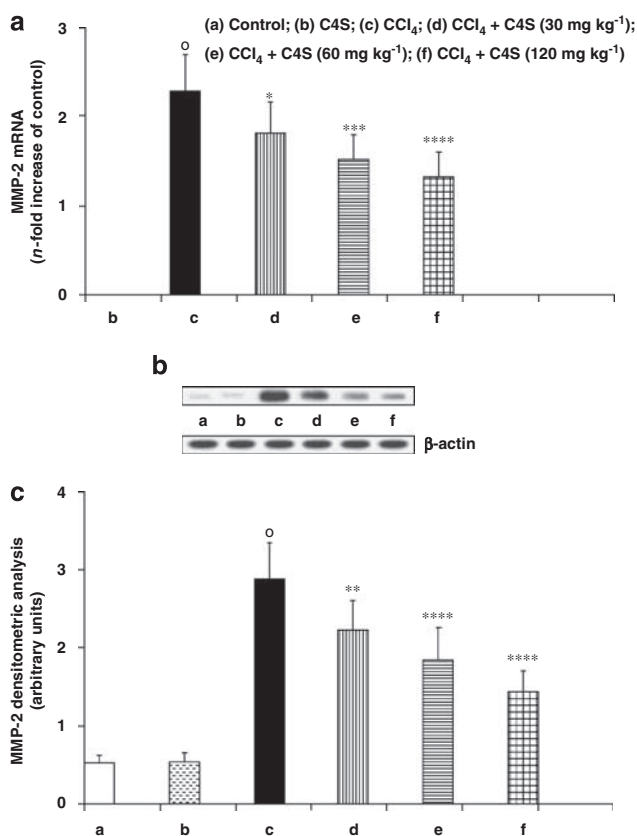 a
(a) Control; (b) C4S; (c) CCl₄; (d) CCl₄ + C4S (30 mg kg⁻¹);
(e) CCl₄ + C4S (60 mg kg⁻¹); (f) CCl₄ + C4S (120 mg kg⁻¹)
MMP-2 mRNA
(n-fold increase of control)
3
2
1
0
o
*
***
****
b c d e f
b
a b c d e f
β-actin
c
MMP-2 densitometric analysis
(arbitrary units)
4
3
2
1
0
o
**
****
****
a b c d e f